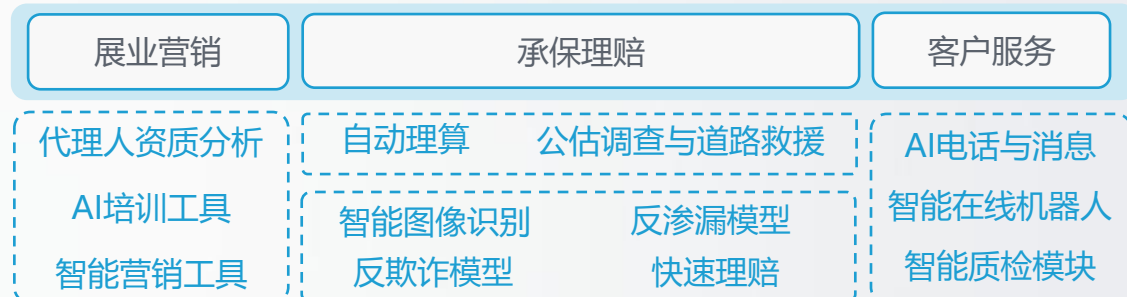 展业营销
承保理赔
客户服务
代理人资质分析
AI培训工具
智能营销工具
自动理算
公估调查与道路救援
智能图像识别
反渗漏模型
反欺诈模型
快速理赔
AI电话与消息
智能在线机器人
智能质检模块